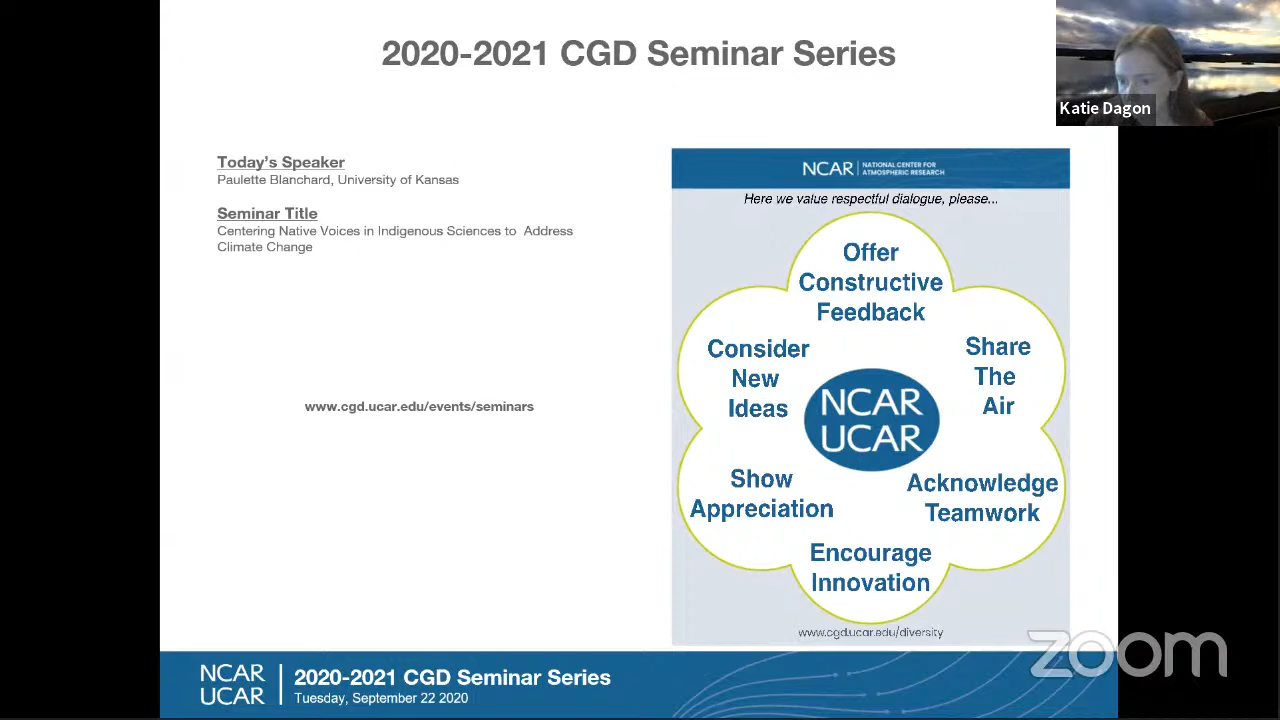 2020-2021 CGD Seminar Series
Katie Dagon
Today's Speaker
Paulette Blanchard, University of Kansas
Seminar Title
Centering Native Voices in Indigenous Sciences to Address
Climate Change
www.cgd.ucar.edu/events/seminars
NCAR | NATIONAL CENTER FOR
ATMOSPHERIC RESEARCH
Here we value respectful dialogue, please...
Offer
Constructive
Feedback
Consider
New
Ideas
Share
The
Air
NCAR
UCAR
Show
Appreciation
Acknowledge
Teamwork
Encourage
Innovation
www.cgd.ucar.edu/diversity
zoom
NCAR
UCAR
2020-2021 CGD Seminar Series
Tuesday, September 22 2020